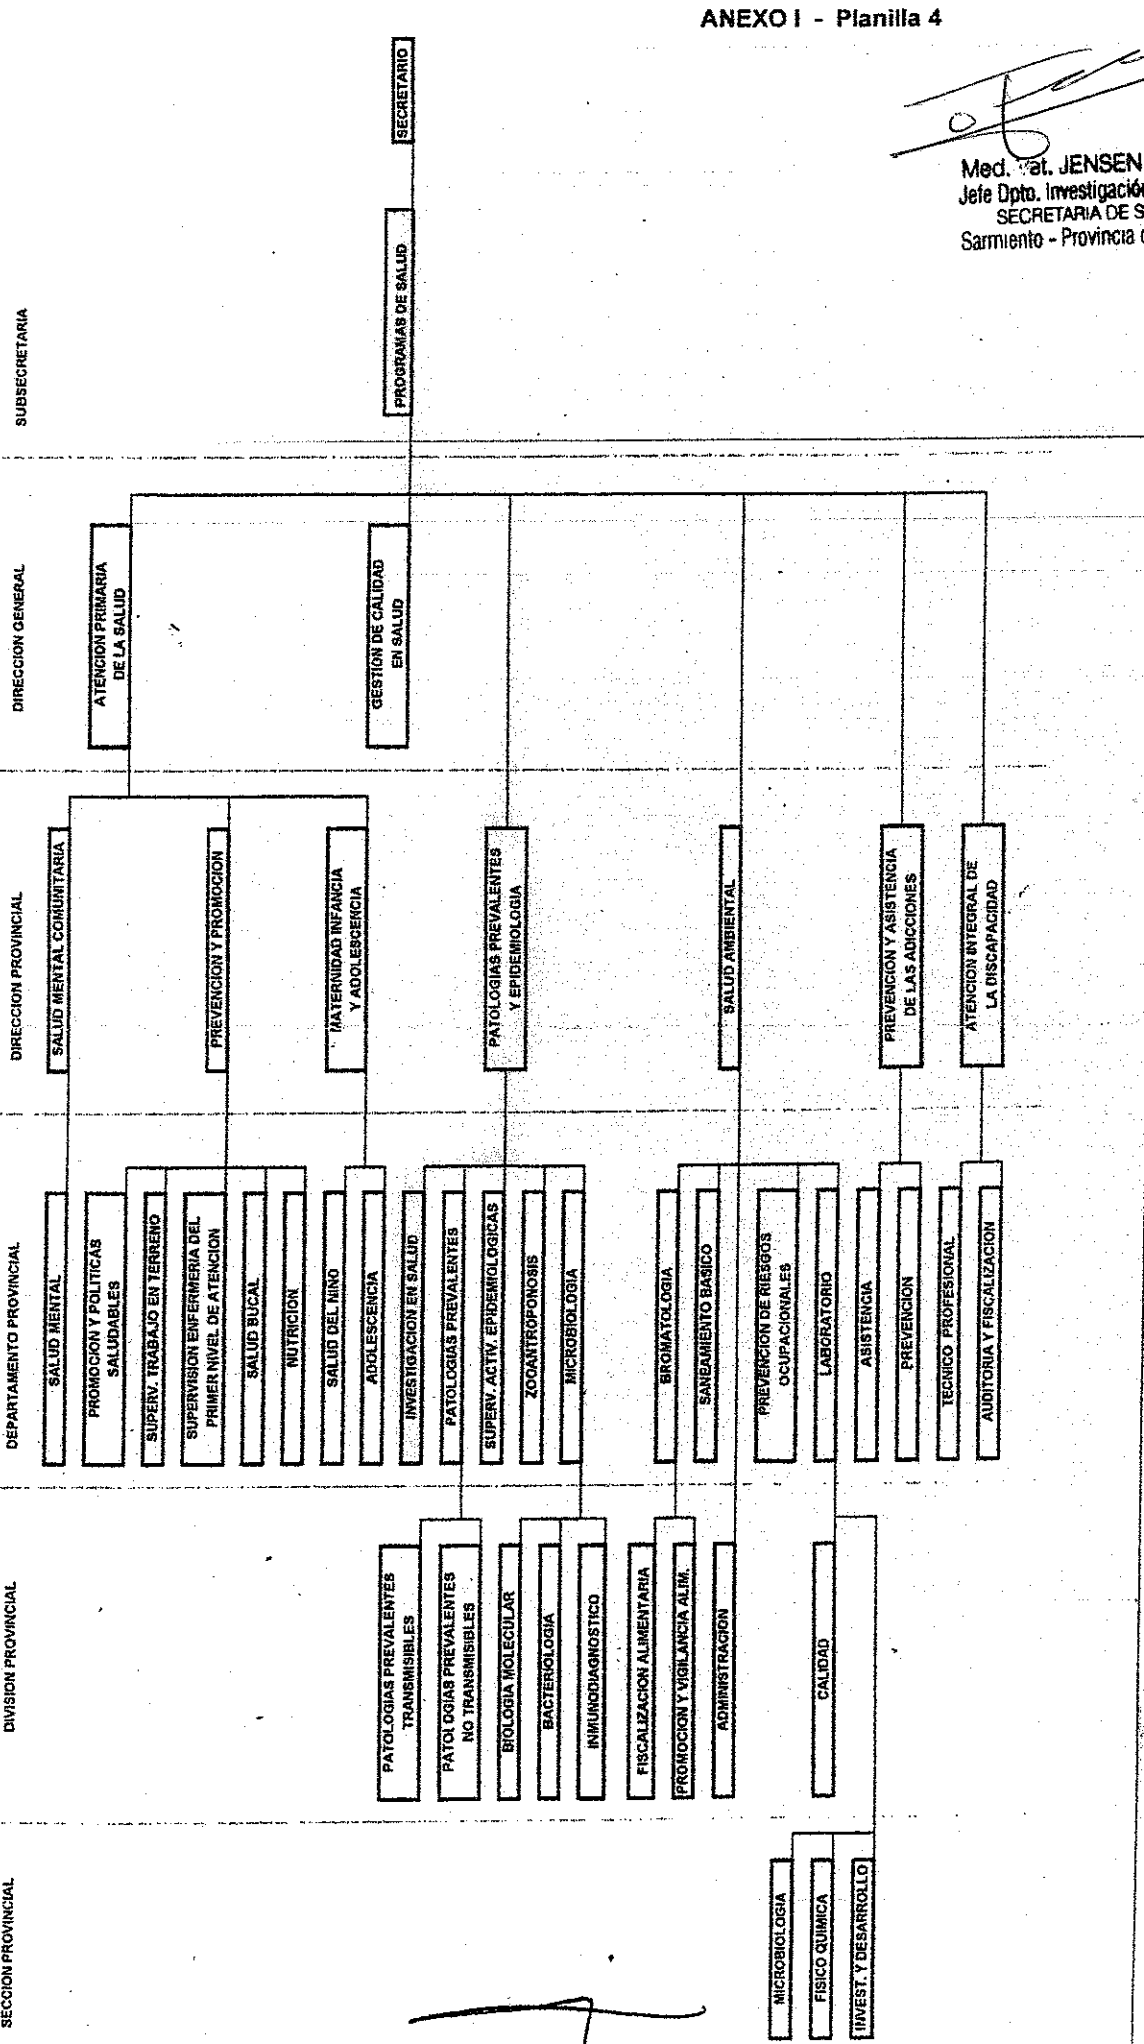 ANEXO I - Planilla 4
Med. Vet. JENSEN
Jefe Dpto. Investigación
SECRETARIA DE S
Sarmiento - Provincia
SECRETARIO
SUBSECRETARIA
PROGRAMAS DE SALUD
DIRECCION GENERAL
ATENCION PRIMARIA
DE LA SALUD
GESTION DE CALIDAD
EN SALUD
DIRECCION PROVINCIAL
SALUD MENTAL COMUNITARIA
PREVENCION Y PROMOCION
MATERNIDAD INFANCIA
Y ADOLESCENCIA
PATOLOGIAS PREVALENTES
Y EPIDEMIOLOGIA
SALUD AMBIENTAL
PREVENCION Y ASISTENCIA
DE LAS ADICCIONES
ATENCION INTEGRAL DE
LA DISCAPACIDAD
DEPARTAMENTO PROVINCIAL
SALUD MENTAL
PROMOCION Y POLITICAS
SALUDABLES
SUPERV. TRABAJO EN TERRENO
SUPERVISION ENFERMERIA DEL
PRIMER NIVEL DE ATENCION
SALUD BUCAL
NUTRICION
SALUD DEL NINO
ADOLESCENCIA
INVESTIGACION EN SALUD
PATOLOGIAS PREVALENTES
SUPERV. ACTIV. EPIDEMIOLOGICAS
ZOOANTROPONOSIS
MICROBIOLOGIA
BROMATOLOGIA
SANEAMIENTO BASICO
PREVENCION DE RIESGOS
OCUPACIONALES
LABORATORIO
ASISTENCIA
PREVENCION
TECNICO PROFESIONAL
AUDITORIA Y FISCALIZACION
DIVISION PROVINCIAL
PATOLOGIAS PREVALENTES
TRANSMISIBLES
PATOLOGIAS PREVALENTES
NO TRANSMISIBLES
BIOLOGIA MOLECULAR
BACTERIOLOGIA
INMUNODIAGNOSTICO
FISCALIZACION ALIMENTARIA
PROMOCION Y VIGILANCIA ALIM.
ADMINISTRACION
CALIDAD
SECCION PROVINCIAL
MICROBIOLOGIA
FISICO QUIMICA
INVEST. Y DESARROLLO